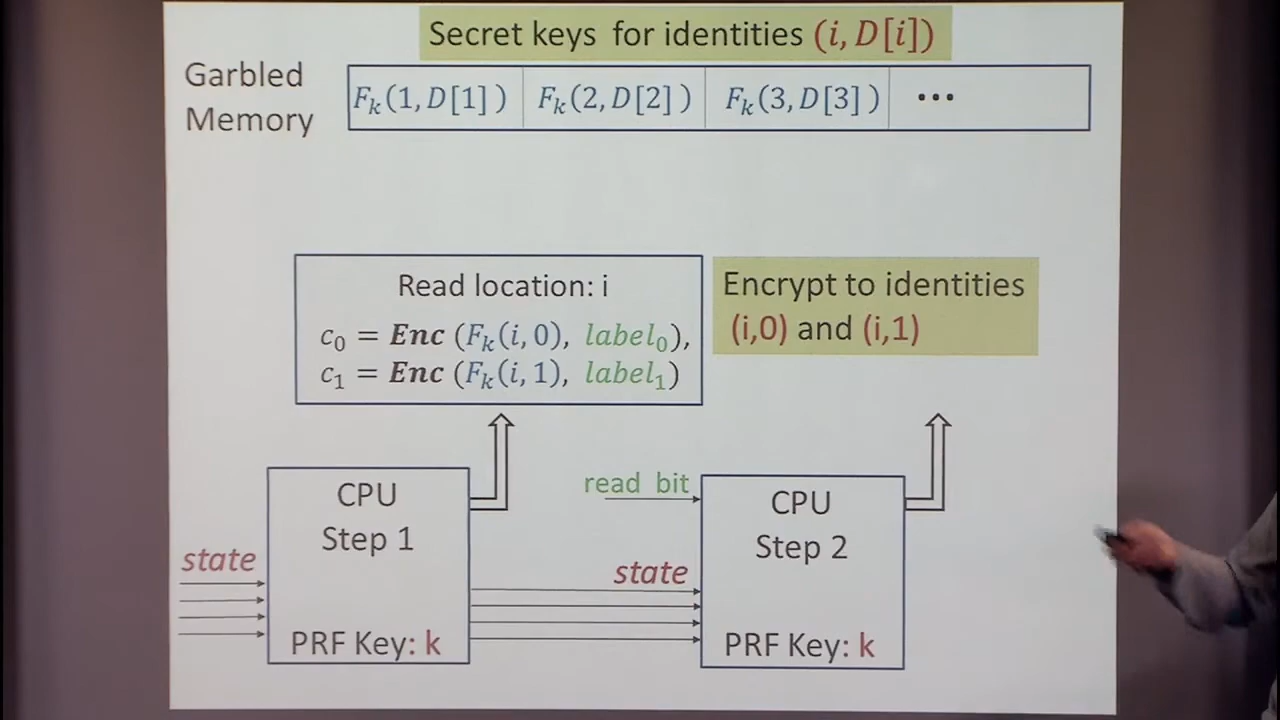 Secret keys for identities (i, D[i])
Garbled
Memory
F_k(1, D[1])
F_k(2, D[2])
F_k(3, D[3])
•••
Read location: i
c_0 = Enc (F_k(i, 0), label_0),
c_1 = Enc (F_k(i, 1), label_1)
Encrypt to identities
(i,0) and (i,1)
CPU
Step 1
state
PRF Key: k
read bit
state
CPU
Step 2
PRF Key: k